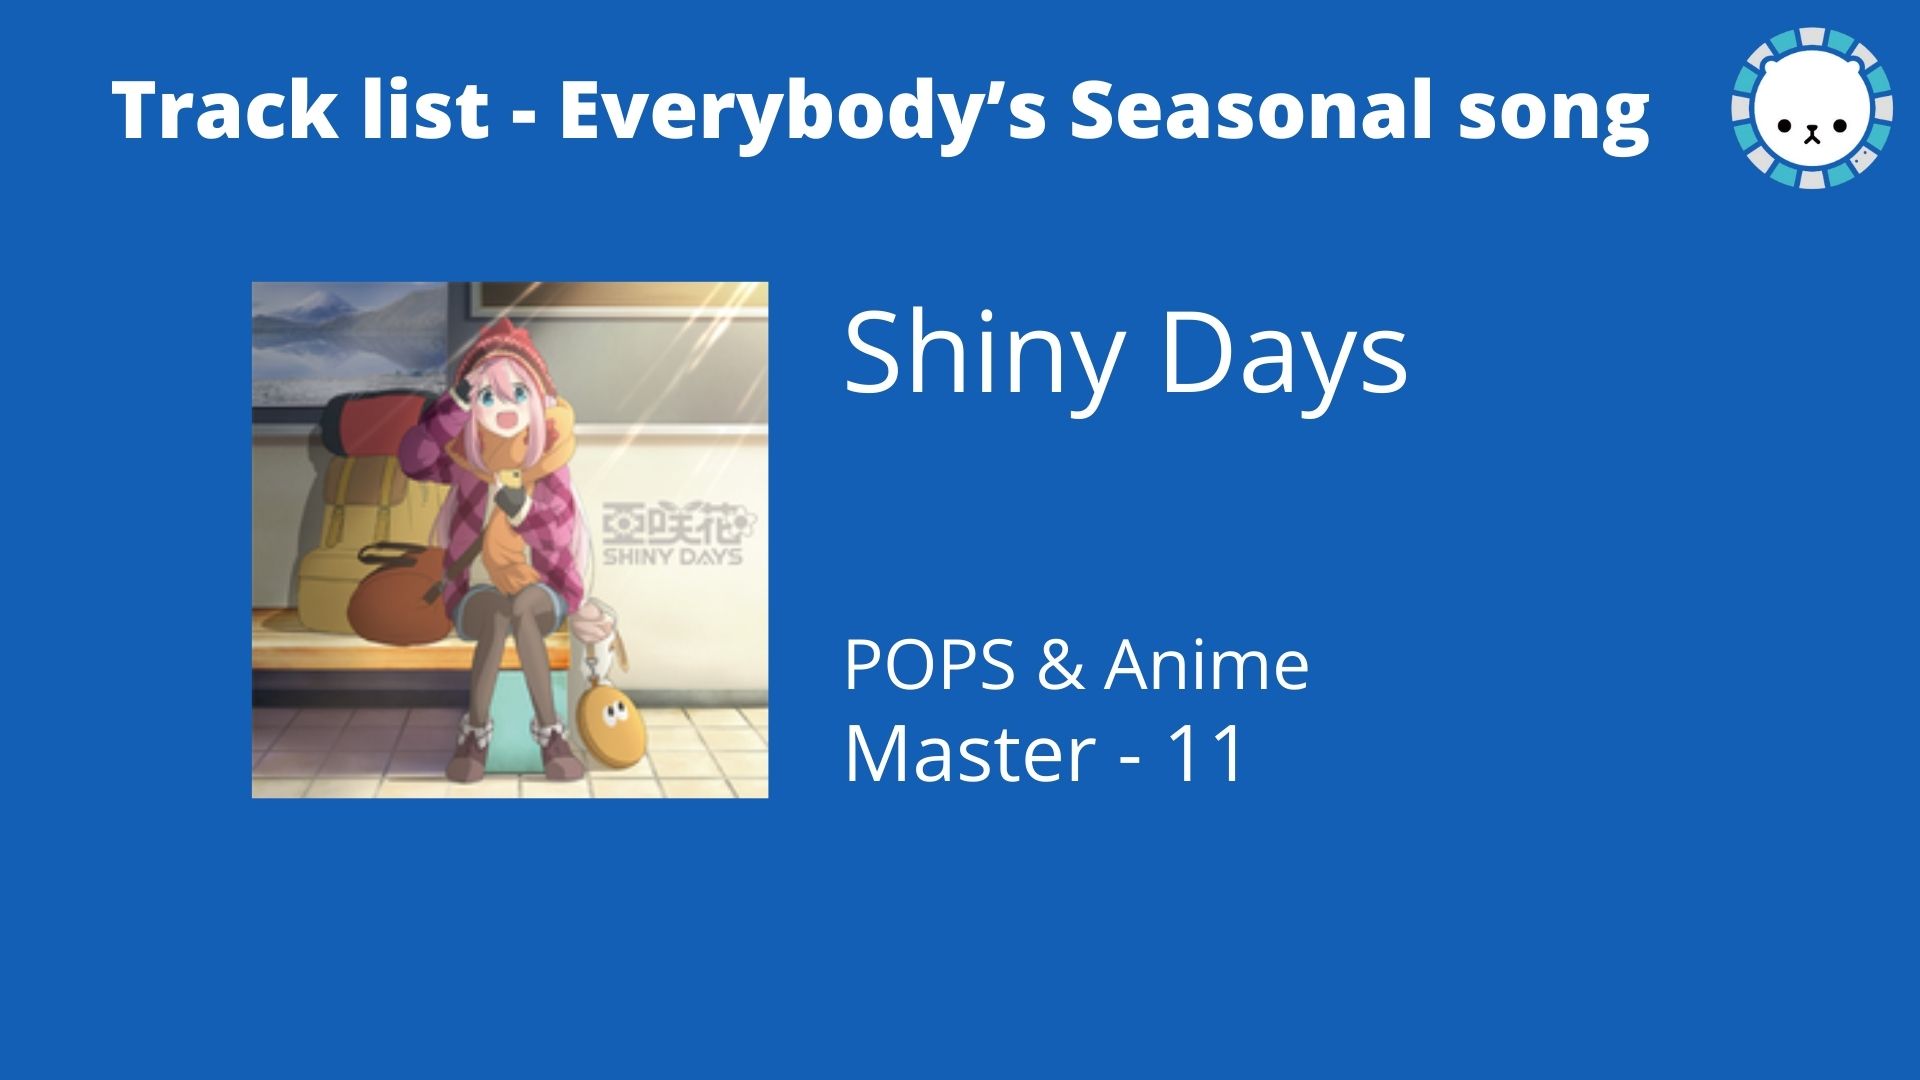 Track list - Everybody’s Seasonal song
Shiny Days
亜咲花
SHINY DAYS
POPS & Anime
Master - 11